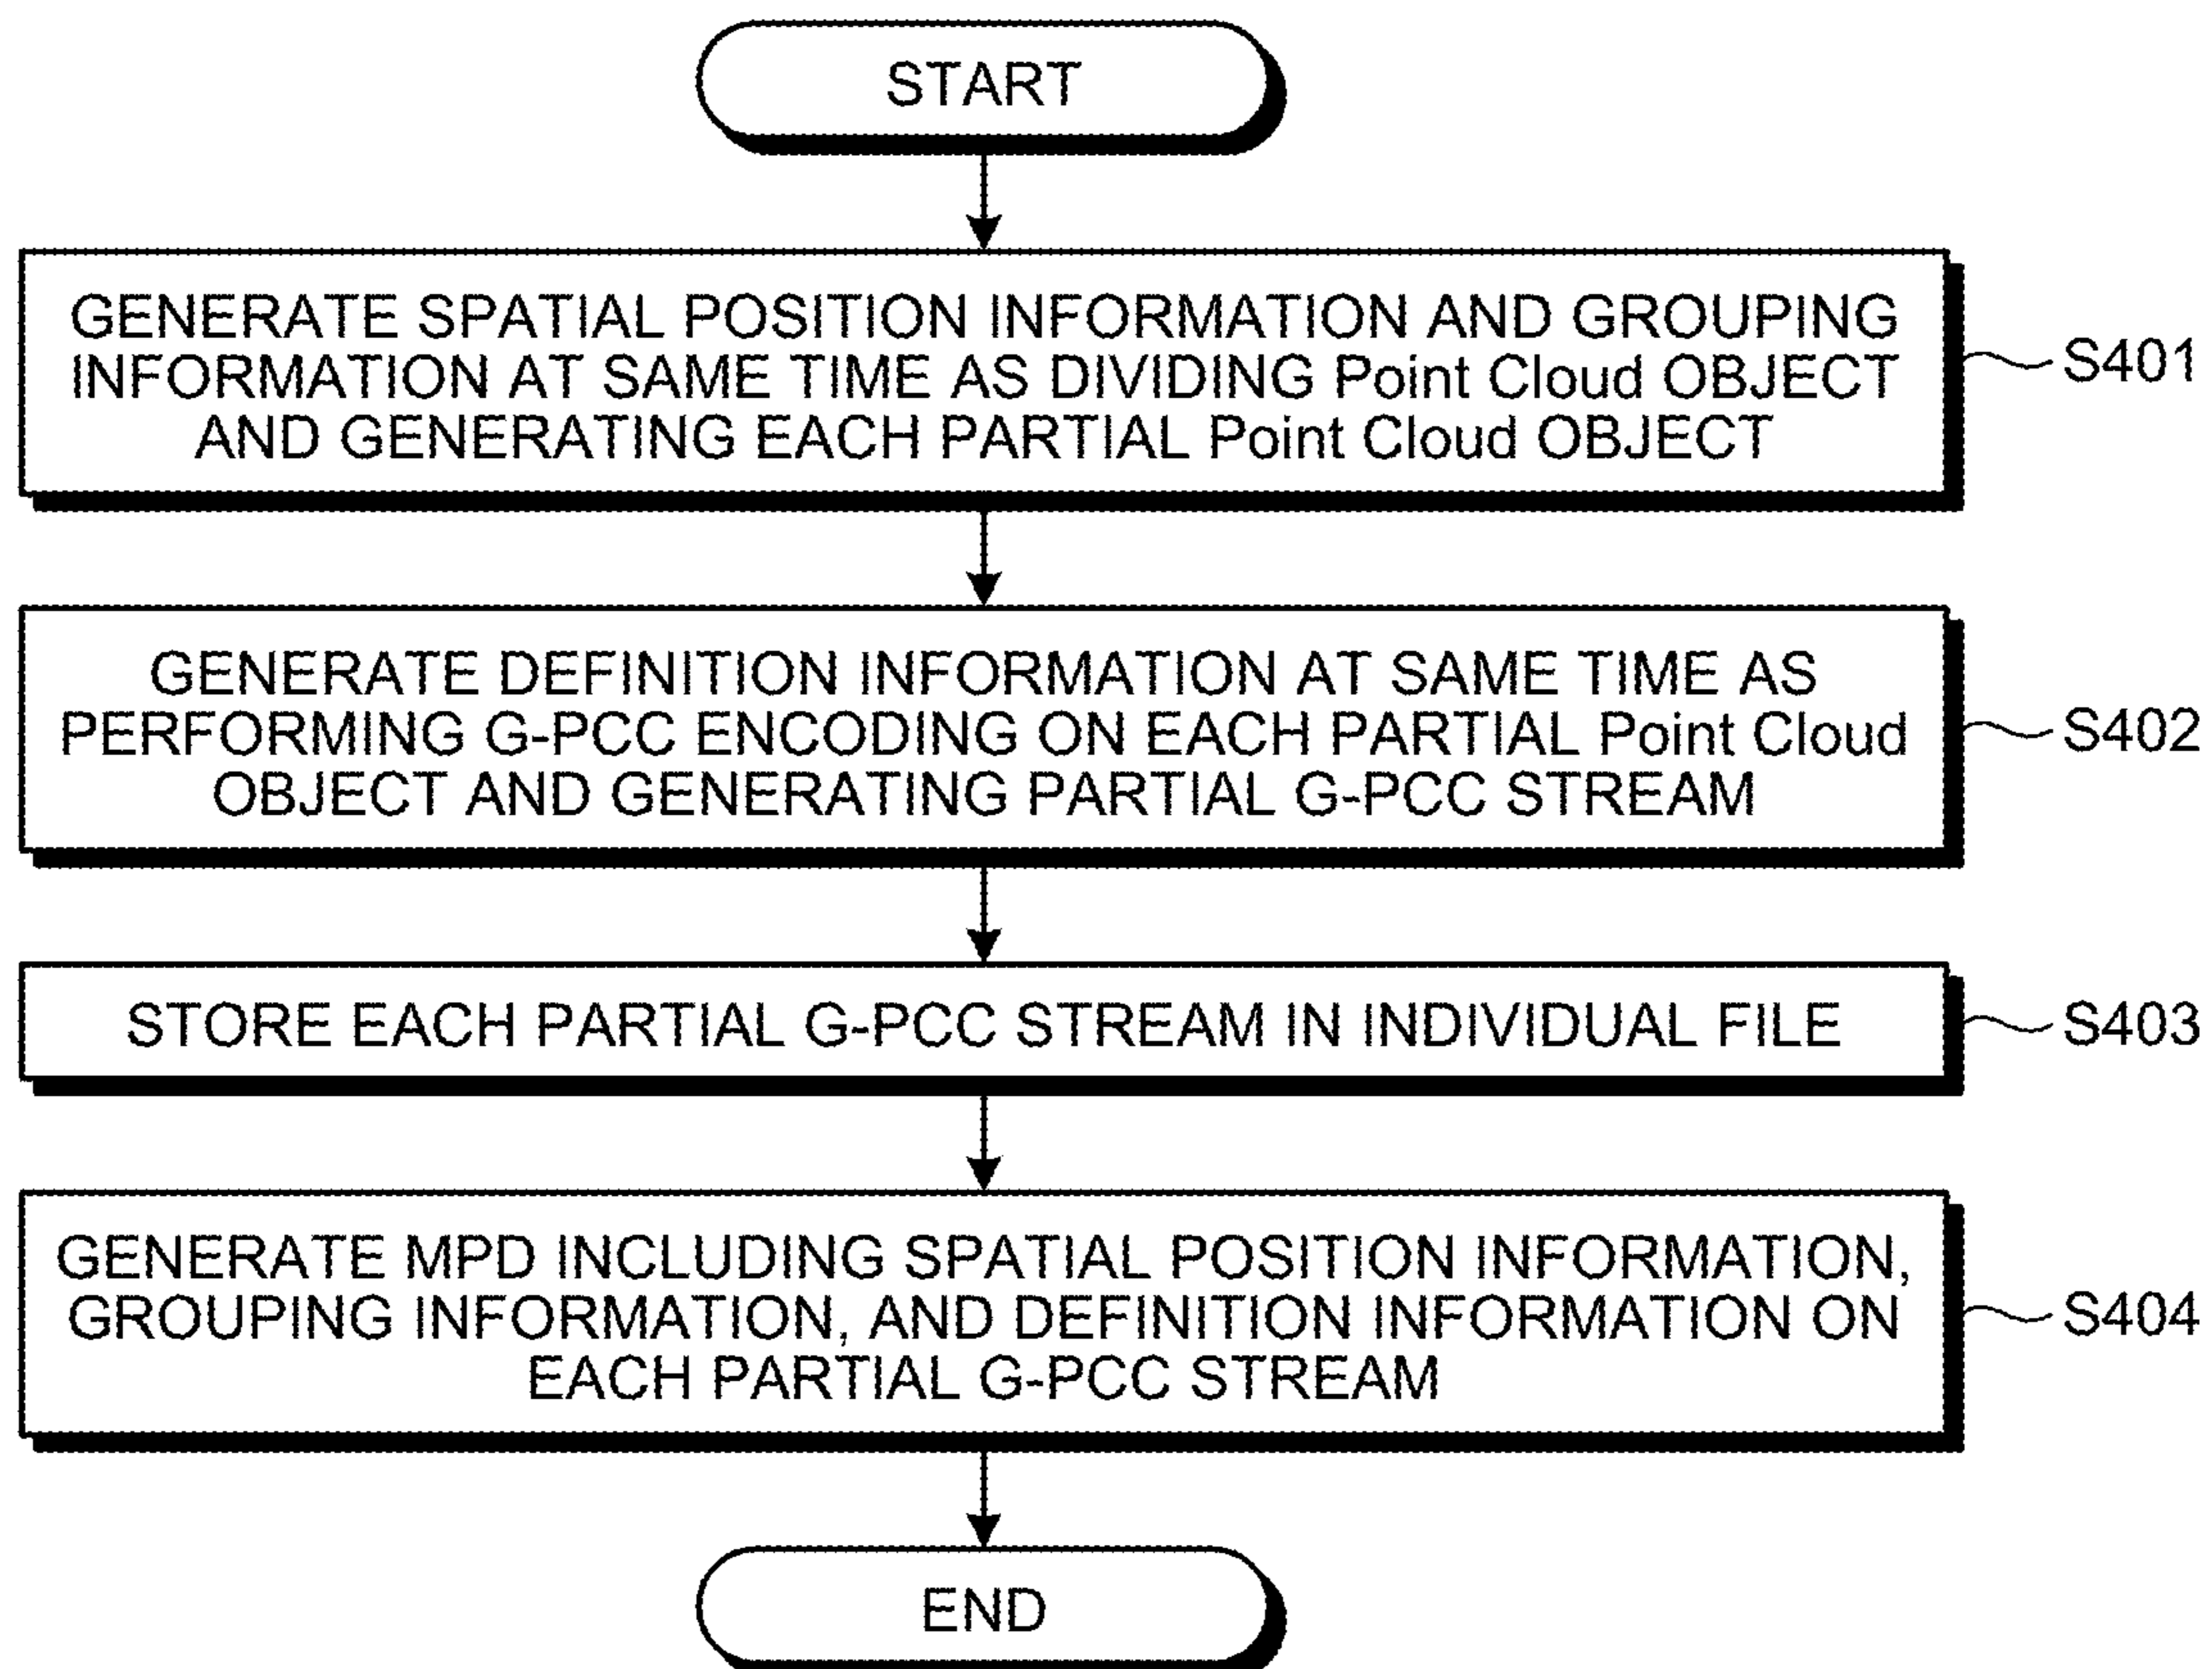 START
GENERATE SPATIAL POSITION INFORMATION AND GROUPING
INFORMATION AT SAME TIME AS DIVIDING Point Cloud OBJECT
AND GENERATING EACH PARTIAL Point Cloud OBJECT
S401
GENERATE DEFINITION INFORMATION AT SAME TIME AS
PERFORMING G-PCC ENCODING ON EACH PARTIAL Point Cloud
OBJECT AND GENERATING PARTIAL G-PCC STREAM
S402
STORE EACH PARTIAL G-PCC STREAM IN INDIVIDUAL FILE
S403
GENERATE MPD INCLUDING SPATIAL POSITION INFORMATION,
GROUPING INFORMATION, AND DEFINITION INFORMATION ON
EACH PARTIAL G-PCC STREAM
S404
END